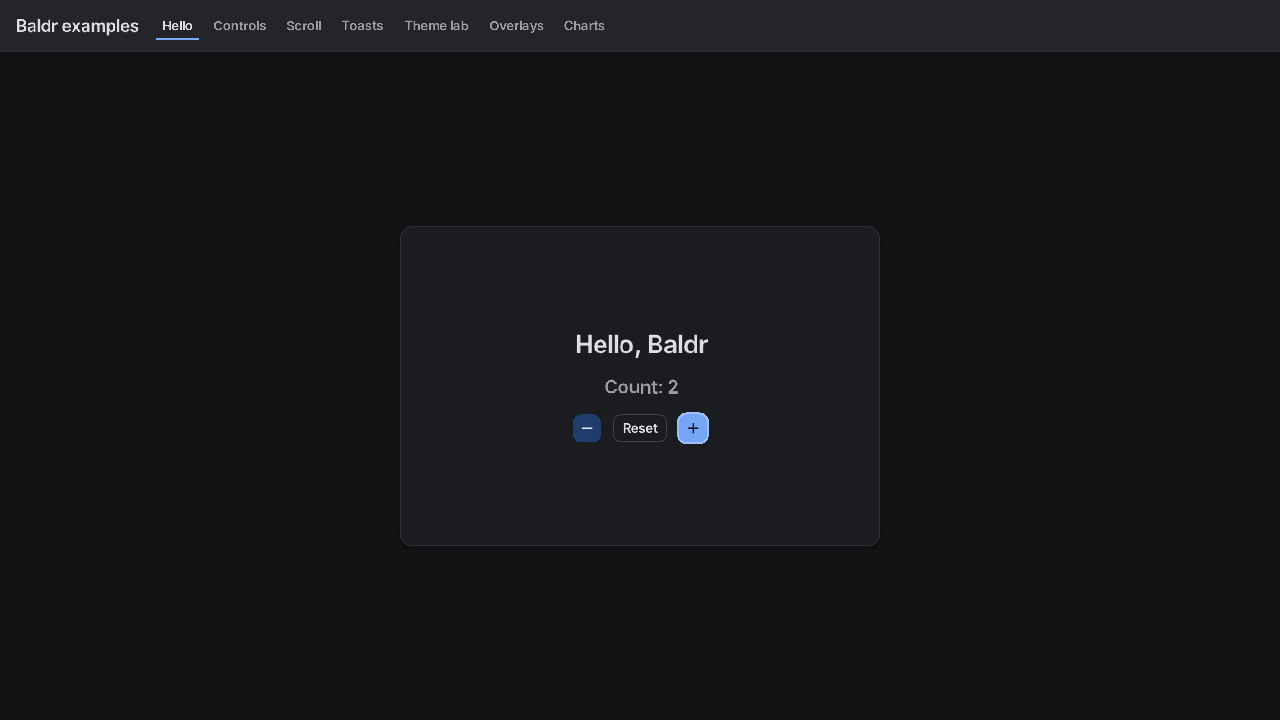 Baldr examples Hello Controls Scroll Toasts Theme lab Overlays Charts
Hello, Baldr
Count: 2
− Reset +